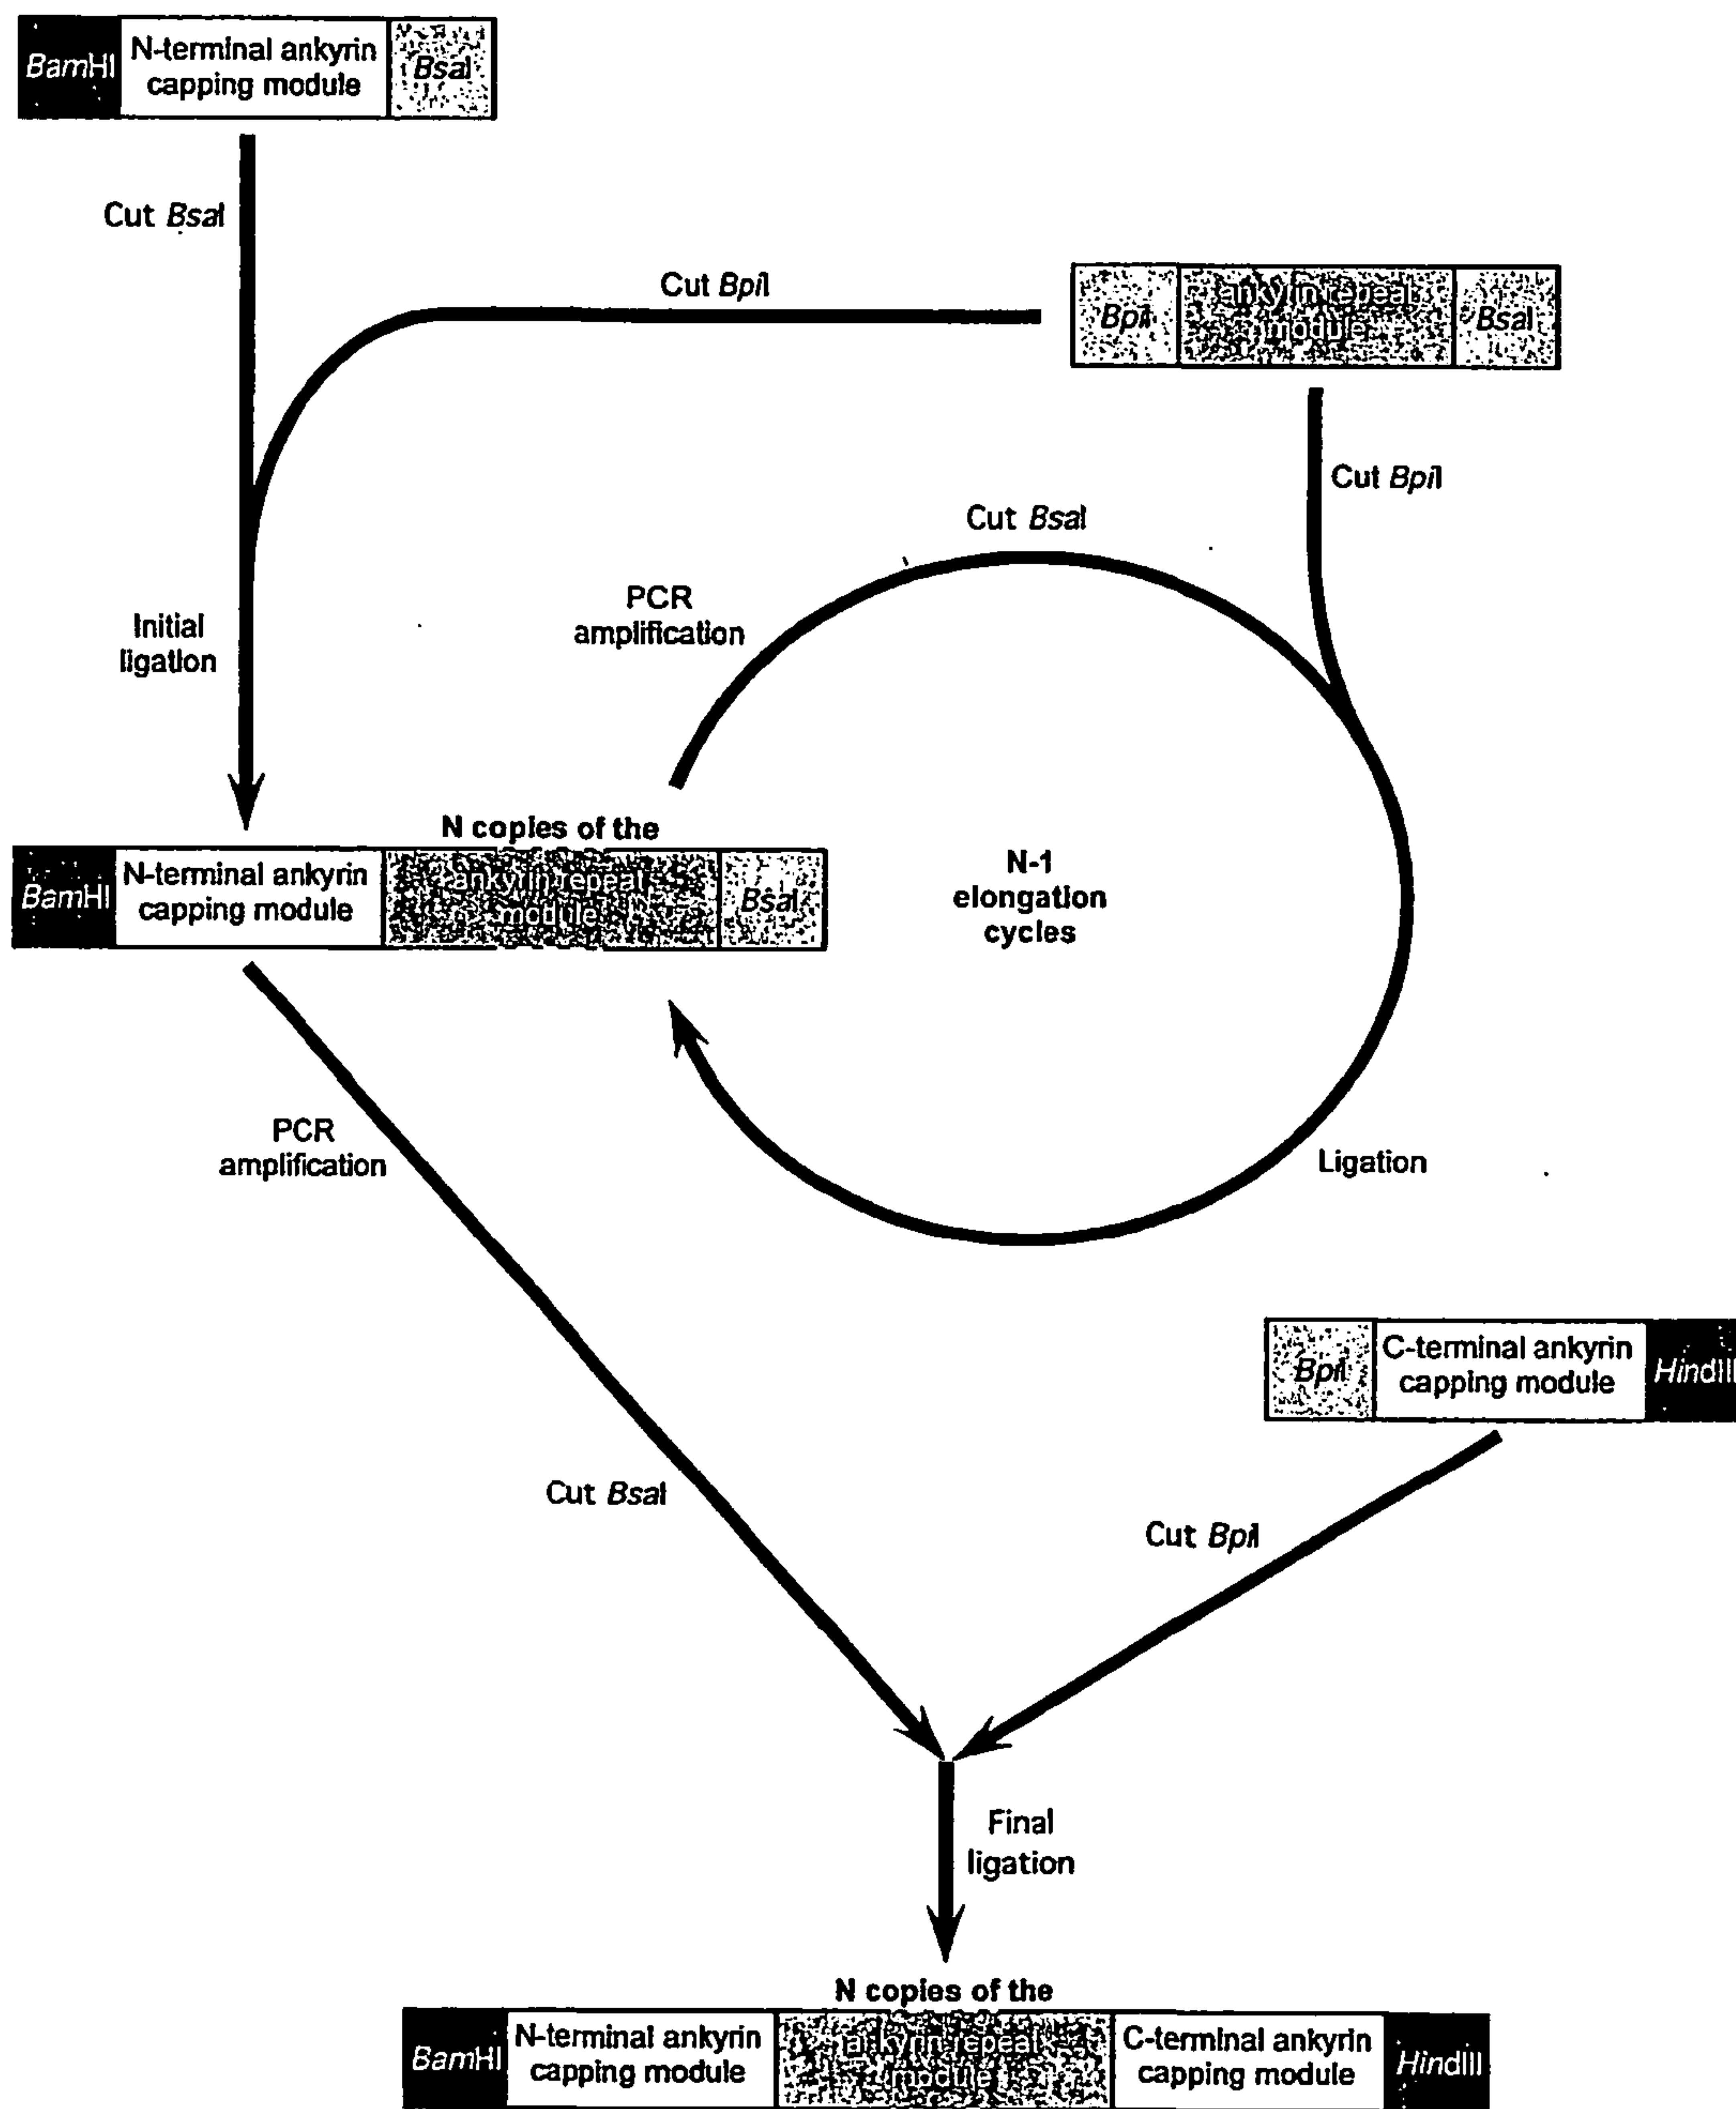 BamHI
N-terminal ankyrin
capping module
BsaI
Cut BsaI
Cut BpiI
BpiI
ankyrin repeat
module
BsaI
Cut BpiI
Cut BsaI
PCR
amplification
Initial
ligation
N copies of the
BamHI
N-terminal ankyrin
capping module
ankyrin repeat
module
BsaI
N-1
elongation
cycles
PCR
amplification
Ligation
BpiI
C-terminal ankyrin
capping module
HindIII
Cut BsaI
Cut BpiI
Final
ligation
N copies of the
BamHI
N-terminal ankyrin
capping module
ankyrin repeat
module
C-terminal ankyrin
capping module
HindIII